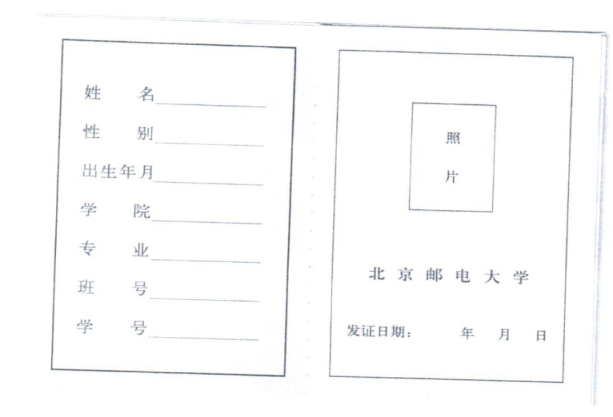 姓 名
性 别
出生年月
学 院
专 业
班 号
学 号
照
片
北京邮电大学
发证日期: 年 月 日